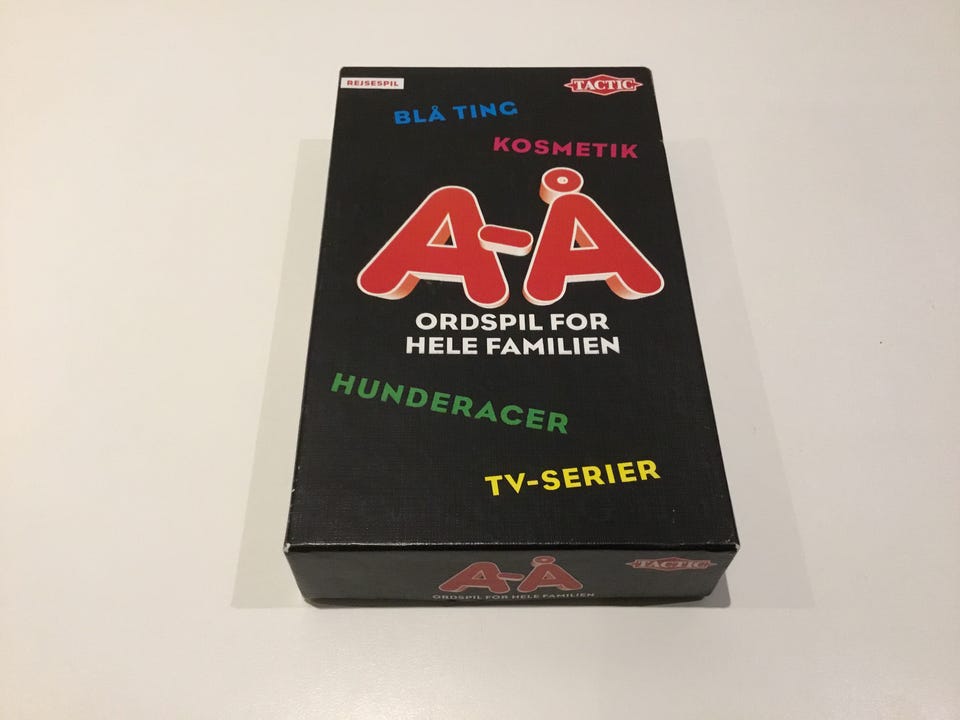 REJSESPIL
TACTIC
BLÅ TING
KOSMETIK
A-Å
ORDSPIL FOR
HELE FAMILIEN
HUNDERACER
TV-SERIER
A-Å
TACTIC
ORDSPIL FOR HELE FAMILIEN